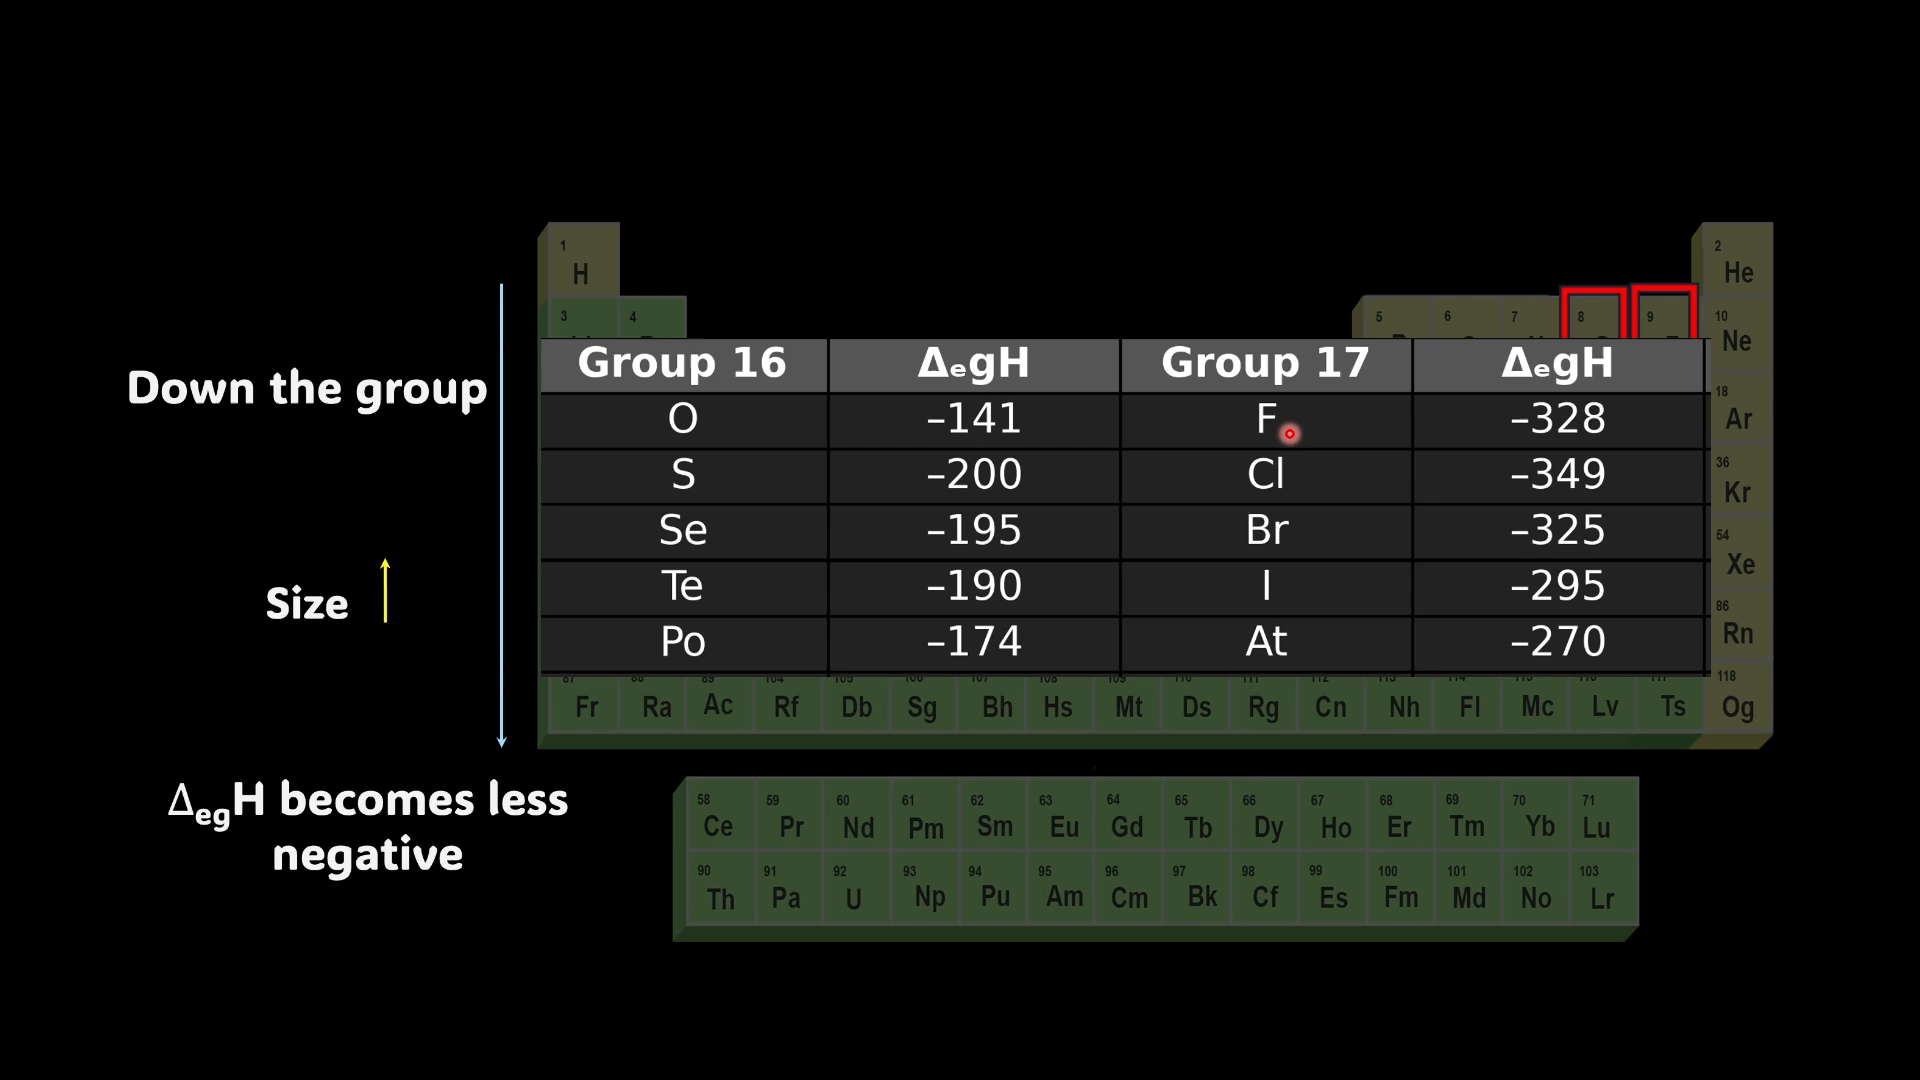 1 2
H He
3 4 5 6 7 8 9 10
Ne
Down the group
Group 16 ΔₑgH Group 17 ΔₑgH
O –141 F –328
S –200 Cl –349
Se –195 Br –325
Te –190 I –295
Po –174 At –270
18
Ar
36
Kr
54
Xe
86
Rn
118
Size
Fr Ra Ac Rf Db Sg Bh Hs Mt Ds Rg Cn Nh Fl Mc Lv Ts Og
ΔegH becomes less
negative
58 59 60 61 62 63 64 65 66 67 68 69 70 71
Ce Pr Nd Pm Sm Eu Gd Tb Dy Ho Er Tm Yb Lu
90 91 92 93 94 95 96 97 98 99 100 101 102 103
Th Pa U Np Pu Am Cm Bk Cf Es Fm Md No Lr